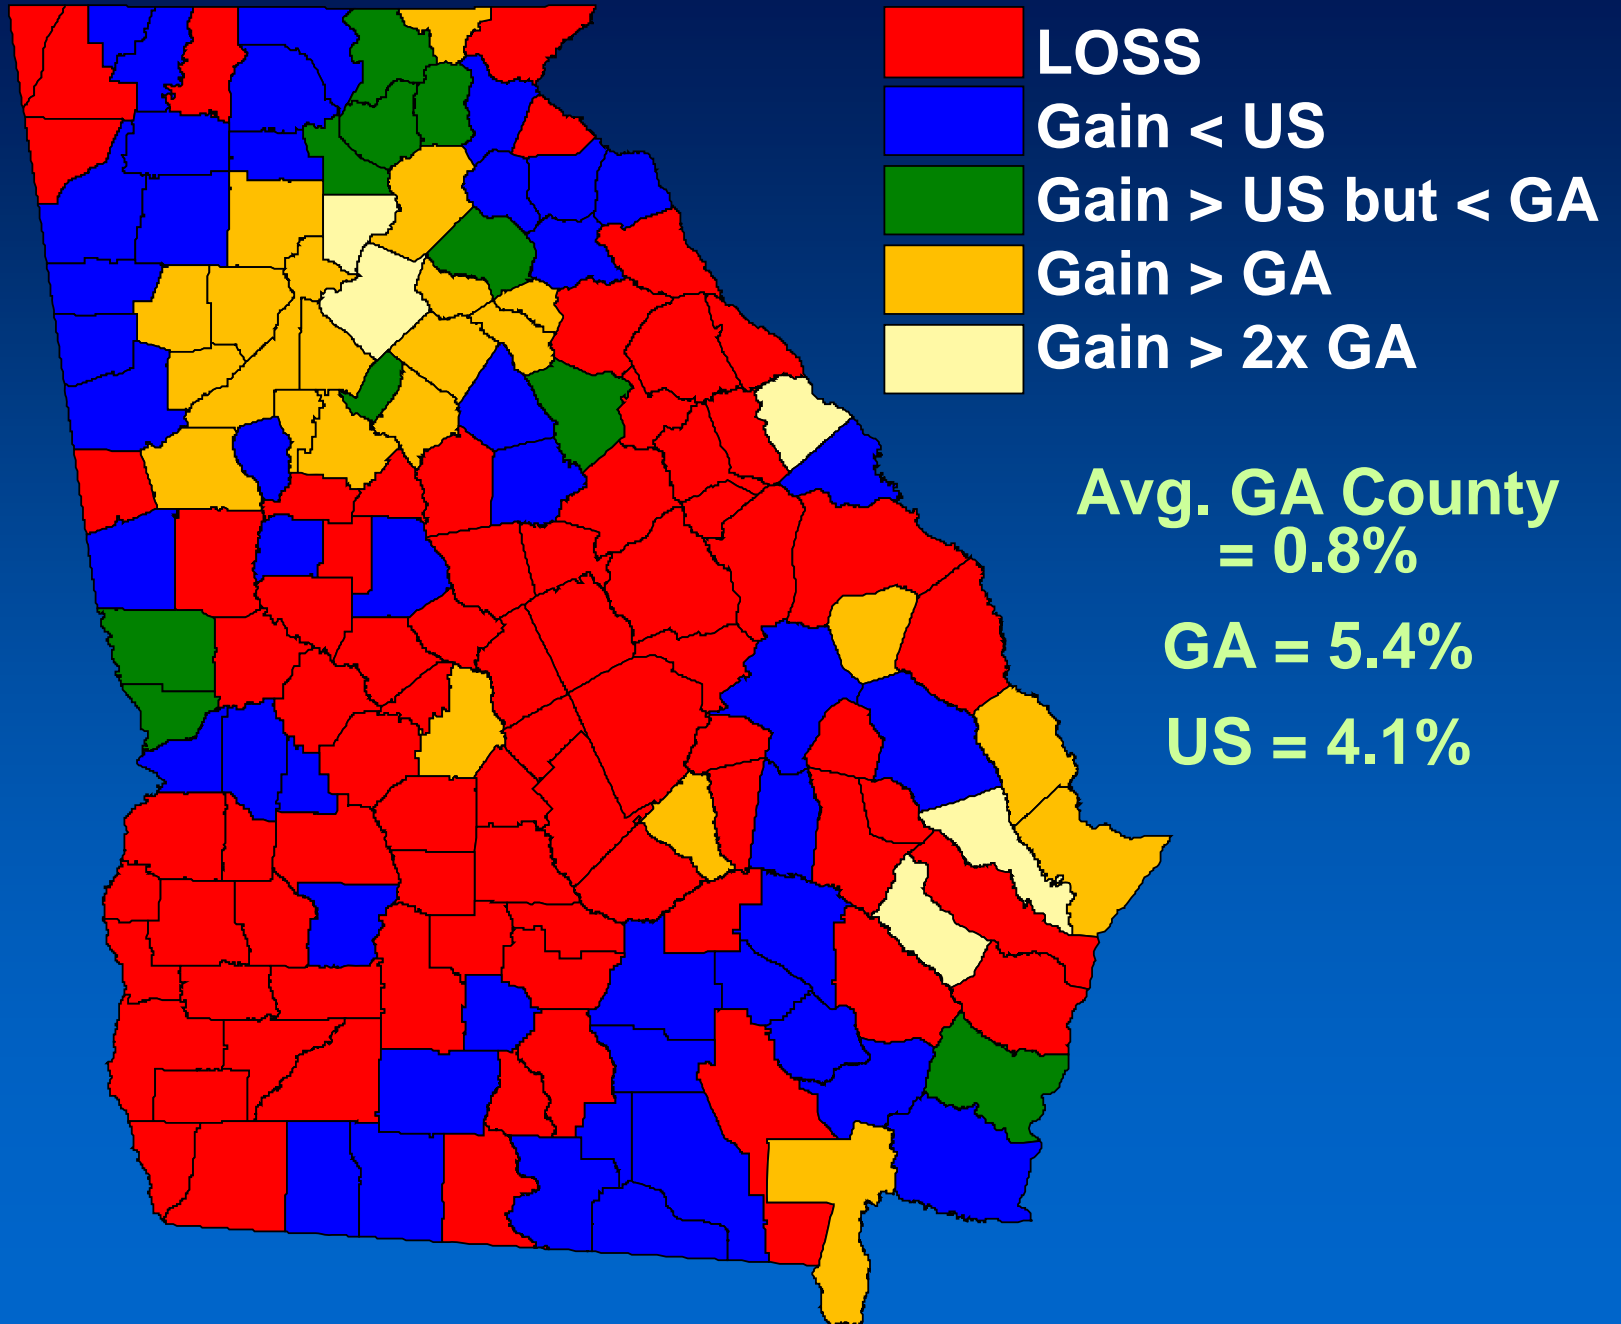 LOSS
Gain < US
Gain > US but < GA
Gain > GA
Gain > 2x GA
Avg. GA County
= 0.8%
GA = 5.4%
US = 4.1%